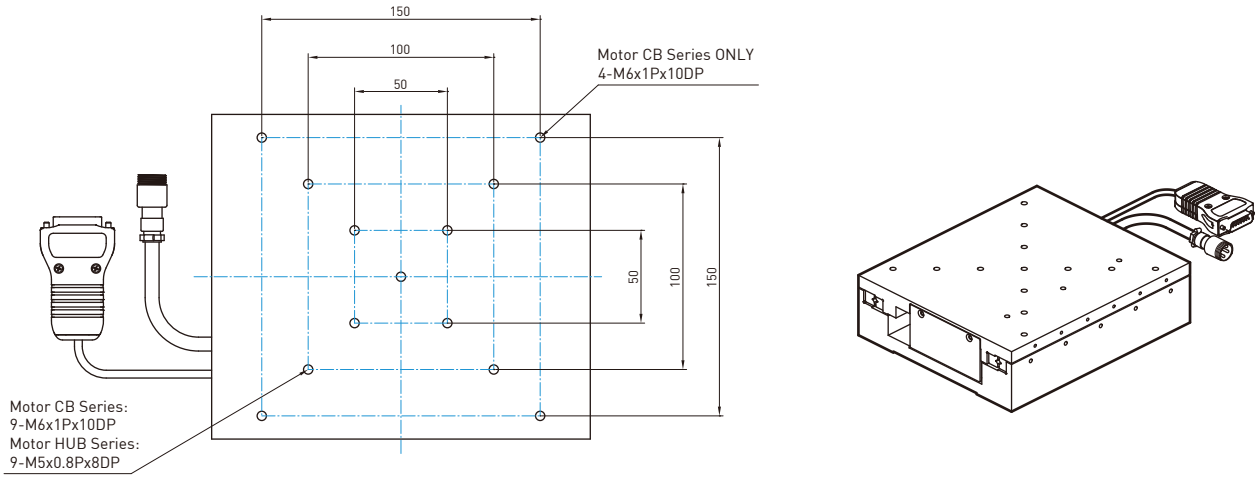 150
100
50
Motor CB Series ONLY
4-M6x1Px10DP
50
100
150
Motor CB Series:
9-M6x1Px10DP
Motor HUB Series:
9-M5x0.8Px8DP